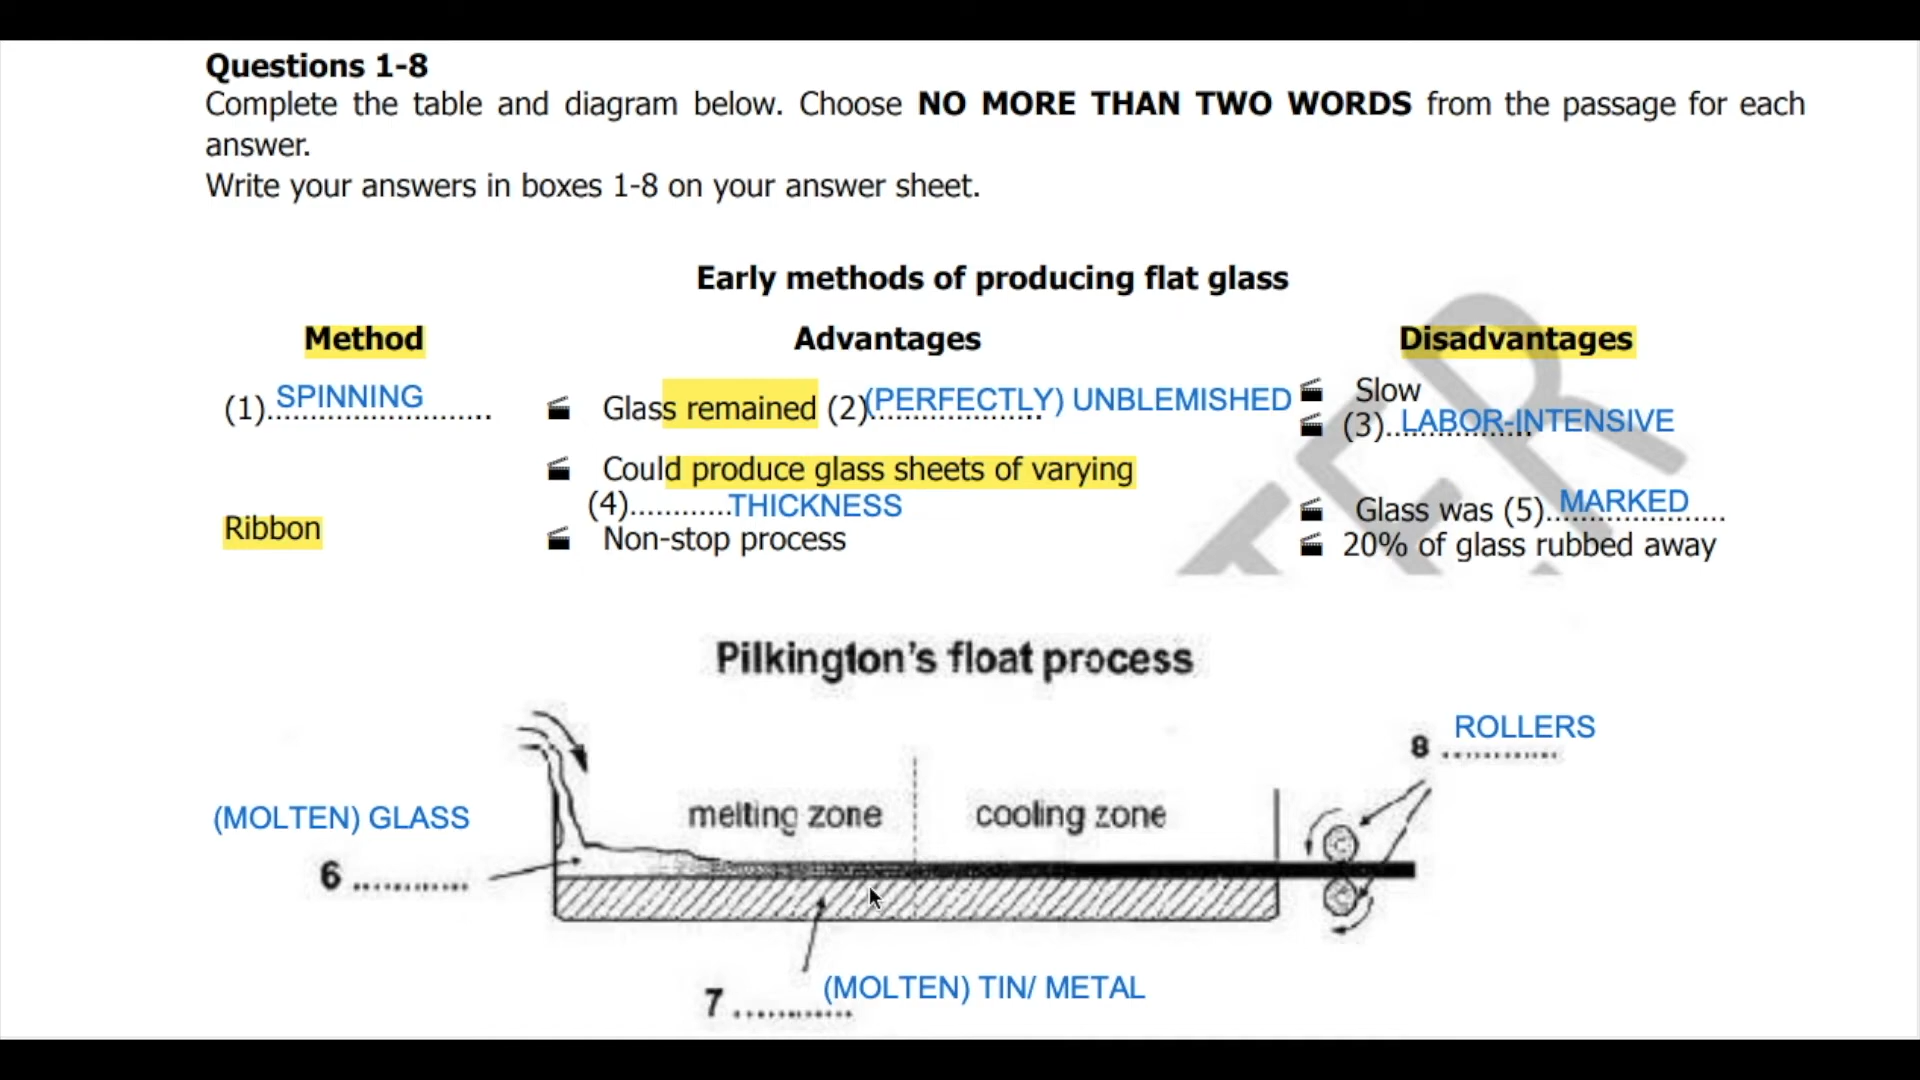 Questions 1-8
Complete the table and diagram below. Choose NO MORE THAN TWO WORDS from the passage for each
answer.
Write your answers in boxes 1-8 on your answer sheet.
Early methods of producing flat glass
Method Advantages Disadvantages
(1)......................... SPINNING
Glass remained (2)................... (PERFECTLY) UNBLEMISHED
Slow
(3)................ LABOR-INTENSIVE
Could produce glass sheets of varying
(4)............THICKNESS
Ribbon
Non-stop process
Glass was (5).................... MARKED
20% of glass rubbed away
Pilkington's float process
8 ............ ROLLERS
melting zone cooling zone
(MOLTEN) GLASS
6 ............
7 ............ (MOLTEN) TIN/ METAL